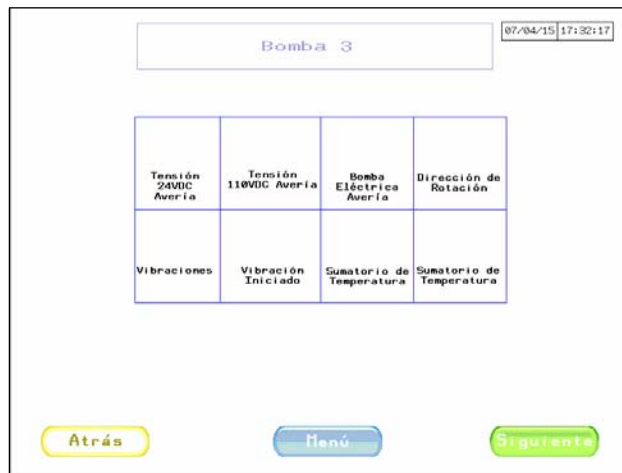 Bomba 3
07/04/15 17:32:17
Tensión
24VDC
Avería
Tensión
110VDC Avería
Bomba
Eléctrica
Avería
Dirección de
Rotación
Vibraciones
Vibración
Iniciado
Sumatorio de
Temperatura
Sumatorio de
Temperatura
Atrás
Menú
Siguiente